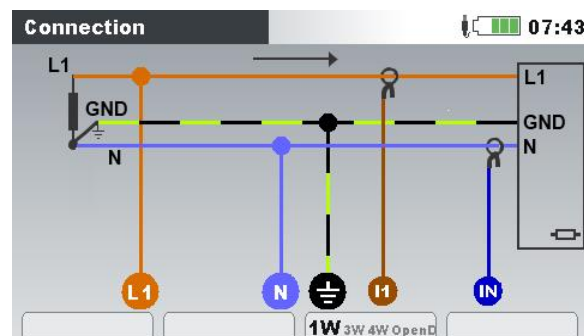 Connection 07:43
L1 L1
GND GND
N N
L1 N I1 IN
1W 3W 4W OpenD